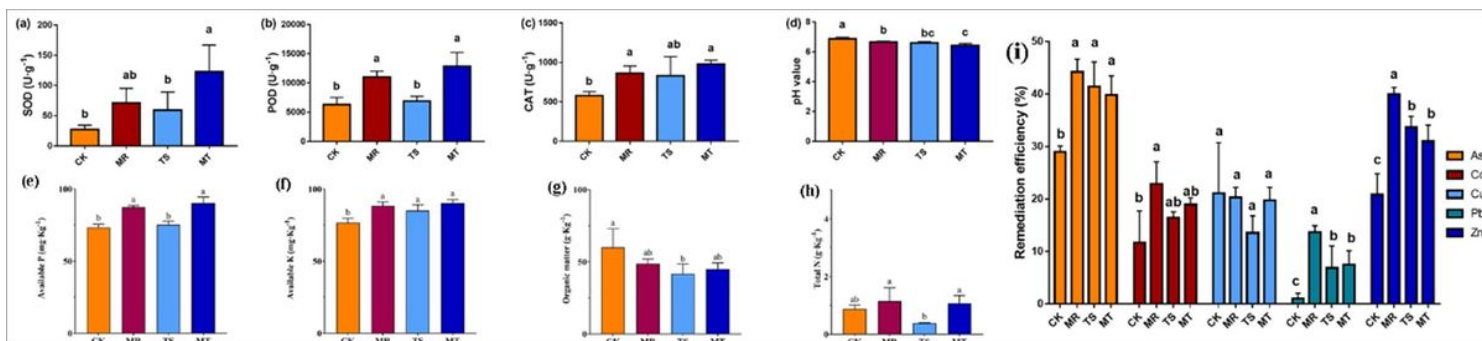 (a)
SOD (U·g⁻¹)
200
150
100
50
0
b
ab
b
a
CK
MR
TS
MT
(b)
POD (U·g⁻¹)
20000
15000
10000
5000
0
b
a
b
a
CK
MR
TS
MT
(c)
CAT (U·g⁻¹)
1500
1000
500
0
b
a
ab
a
CK
MR
TS
MT
(d)
pH value
8
6
4
2
0
a
b
bc
c
CK
MR
TS
MT
(e)
Available P (mg·Kg⁻¹)
100
50
0
b
a
b
a
CK
MR
TS
MT
(f)
Available K (mg·Kg⁻¹)
100
50
0
b
a
a
a
CK
MR
TS
MT
(g)
Organic matter (g·Kg⁻¹)
100
50
0
a
ab
b
ab
CK
MR
TS
MT
(h)
Total N (g·Kg⁻¹)
4
2
0
ab
a
b
a
CK
MR
TS
MT
(i)
Remediation efficiency (%)
50
40
30
20
10
0
b
a
a
a
b
a
ab
ab
a
a
a
a
c
a
b
b
c
a
b
b
CK MR TS MT
CK MR TS MT
CK MR TS MT
CK MR TS MT
CK MR TS MT
As
Cu
Pb
Zn